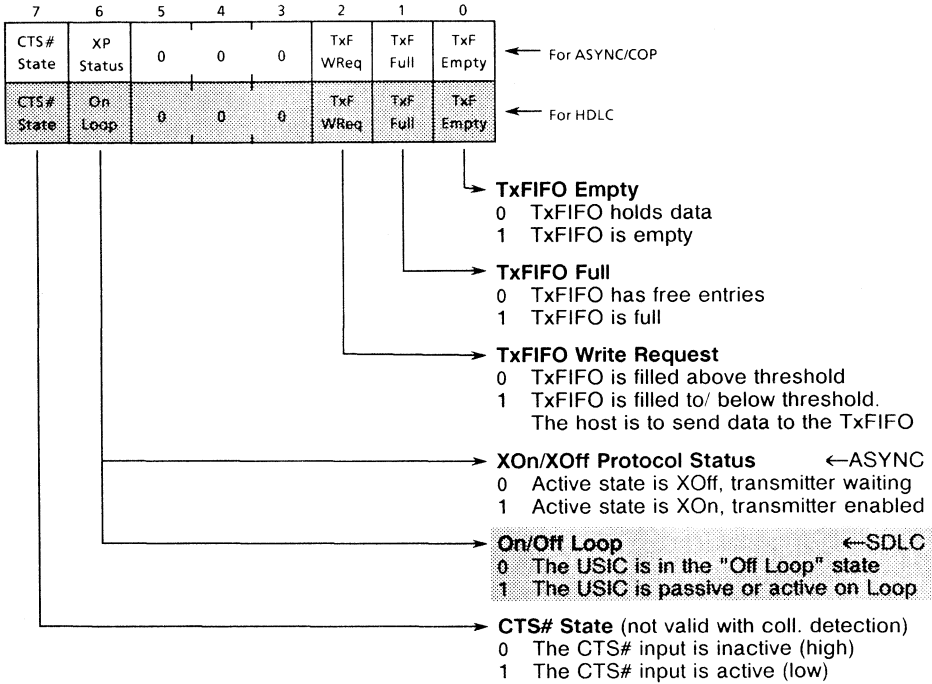 7 6 5 4 3 2 1 0
CTS# State XP Status 0 0 0 TxF WReq TxF Full TxF Empty For ASYNC/COP
CTS# State On Loop 0 0 0 TxF WReq TxF Full TxF Empty For HDLC
TxFIFO Empty
0 TxFIFO holds data
1 TxFIFO is empty
TxFIFO Full
0 TxFIFO has free entries
1 TxFIFO is full
TxFIFO Write Request
0 TxFIFO is filled above threshold
1 TxFIFO is filled to/ below threshold.
The host is to send data to the TxFIFO
XOn/XOff Protocol Status ←ASYNC
0 Active state is XOff, transmitter waiting
1 Active state is XOn, transmitter enabled
On/Off Loop ←SDLC
0 The USIC is in the "Off Loop" state
1 The USIC is passive or active on Loop
CTS# State (not valid with coll. detection)
0 The CTS# input is inactive (high)
1 The CTS# input is active (low)